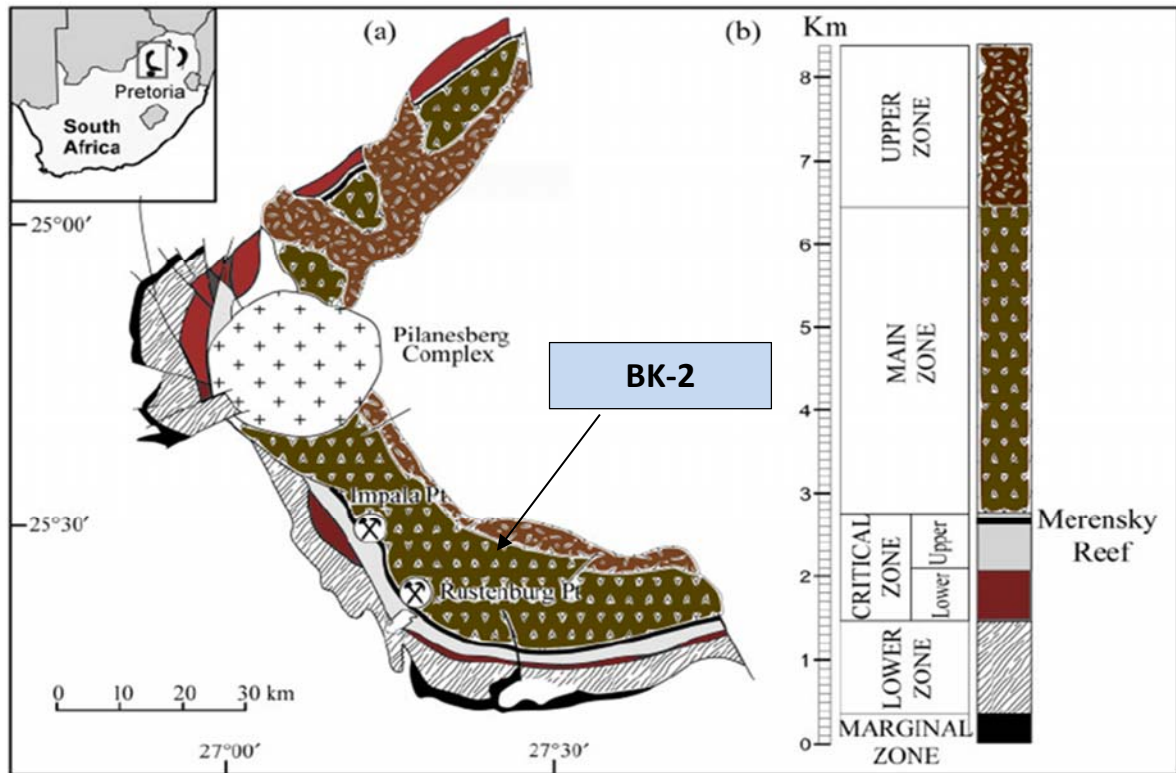 (a)
(b)
Km
Pretoria
South
Africa
25°00′
Pilanesberg
Complex
BK-2
Impala Pt
25°30′
Rustenburg Pt
0 10 20 30 km
27°00′
27°30′
8
7
6
5
4
3
2
1
0
UPPER
ZONE
MAIN
ZONE
CRITICAL
ZONE
Upper
Lower
LOWER
ZONE
MARGINAL
ZONE
Merensky
Reef